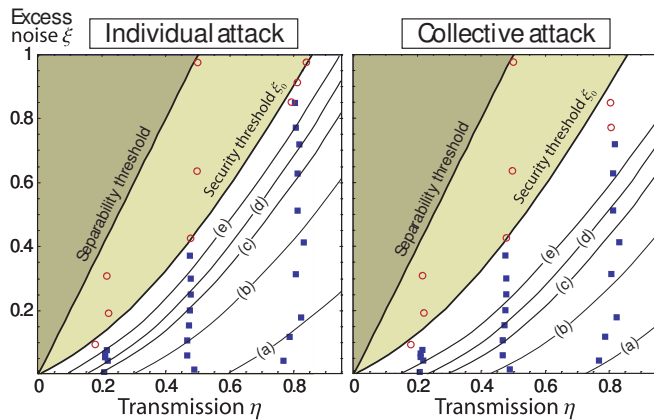 Excess
noise ξ
Individual attack
Collective attack
1
0.8
0.6
0.4
0.2
0
0.2
0.4
0.6
0.8
Transmission η
Separability threshold
Security threshold ξ0
(e)
(d)
(c)
(b)
(a)
0
0.2
0.4
0.6
0.8
Transmission η
Separability threshold
Security threshold ξ0
(e)
(d)
(c)
(b)
(a)